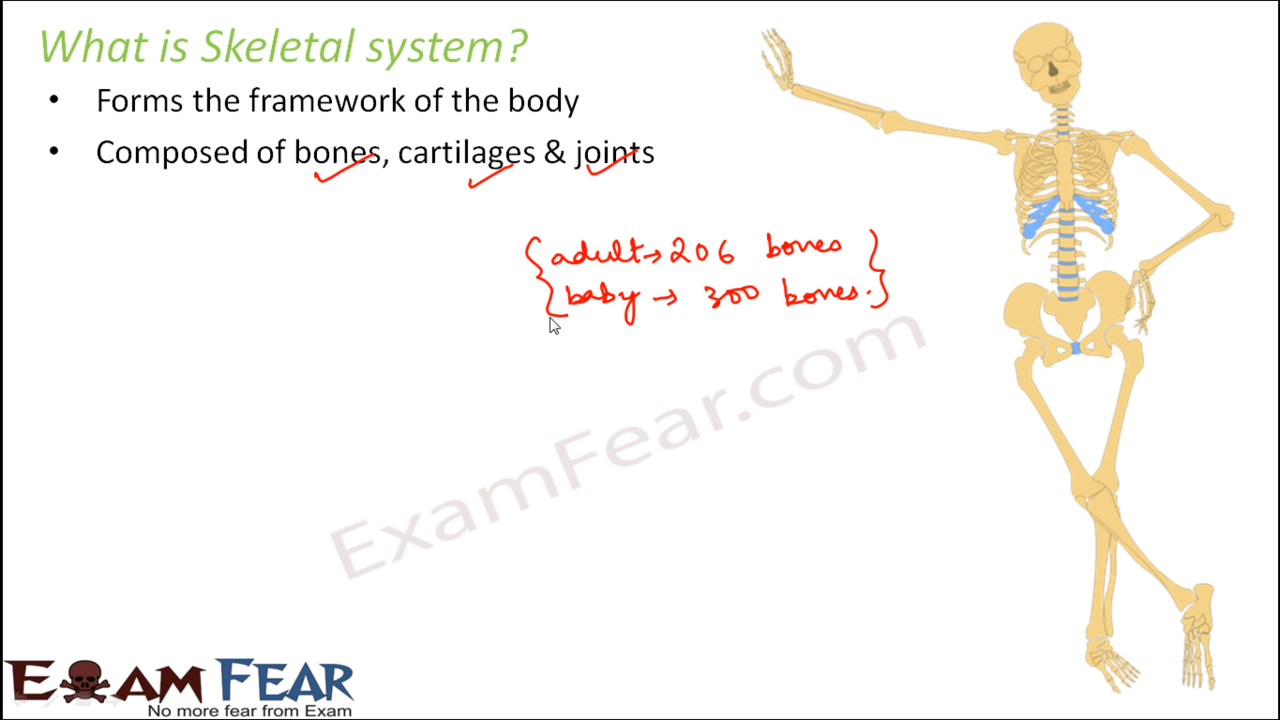 What is Skeletal system?
• Forms the framework of the body
• Composed of bones, cartilages & joints
{adult→206 bones}
{baby → 300 bones.}
ExamFear.com
EXAM FEAR
No more fear from Exam